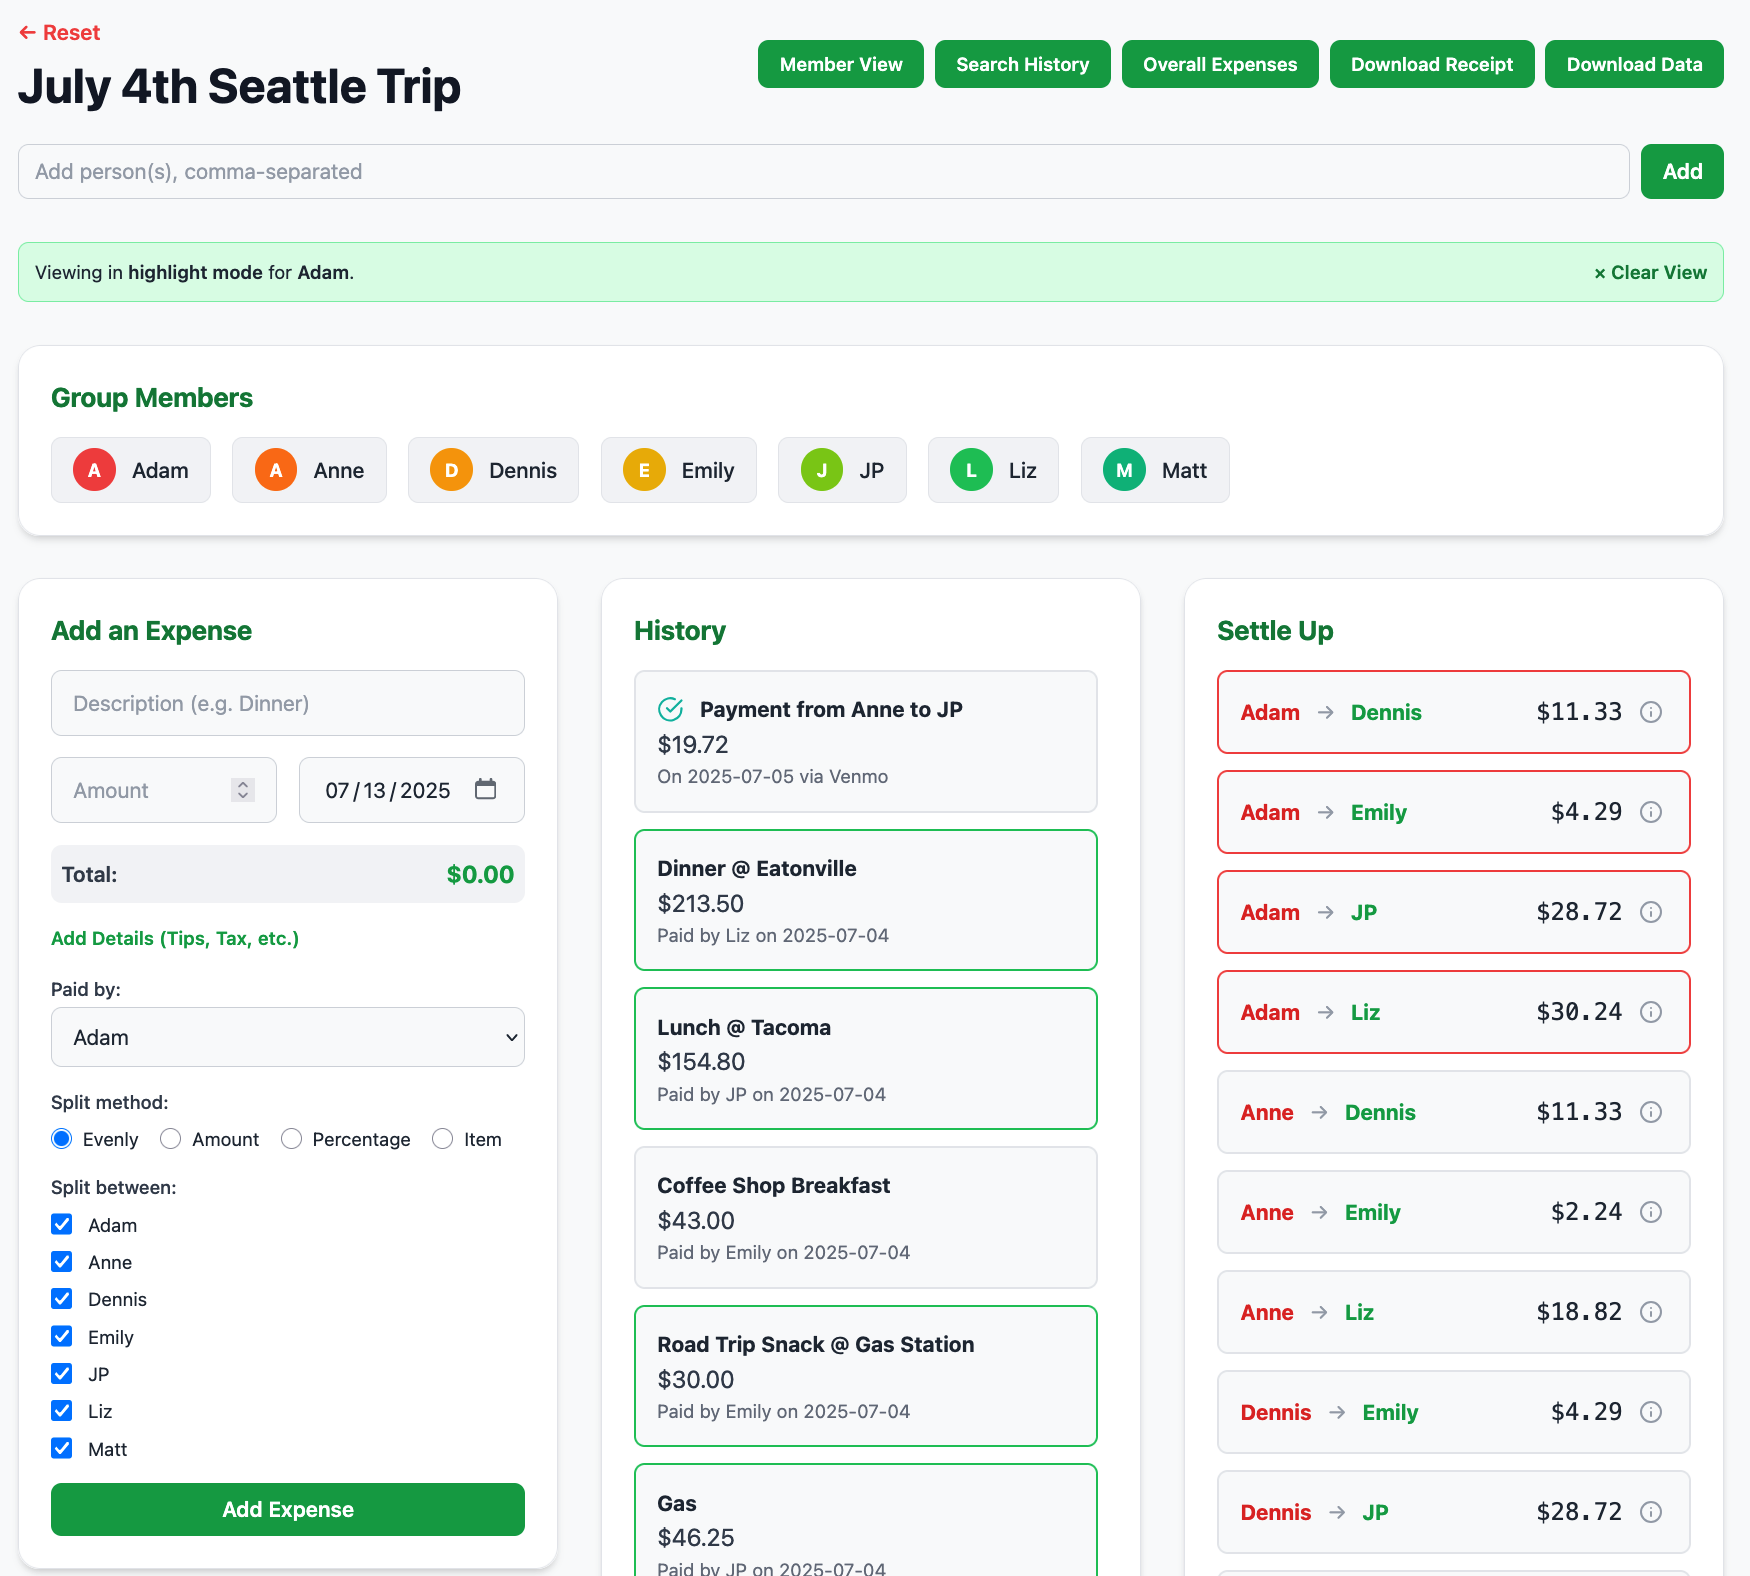 ← Reset
July 4th Seattle Trip
Member View
Search History
Overall Expenses
Download Receipt
Download Data
Add person(s), comma-separated
Add
Viewing in highlight mode for Adam.
× Clear View
Group Members
A Adam
A Anne
D Dennis
E Emily
J JP
L Liz
M Matt
Add an Expense
Description (e.g. Dinner)
Amount
07/13/2025
Total: $0.00
Add Details (Tips, Tax, etc.)
Paid by:
Adam
Split method:
Evenly Amount Percentage Item
Split between:
Adam
Anne
Dennis
Emily
JP
Liz
Matt
Add Expense
History
Payment from Anne to JP
$19.72
On 2025-07-05 via Venmo
Dinner @ Eatonville
$213.50
Paid by Liz on 2025-07-04
Lunch @ Tacoma
$154.80
Paid by JP on 2025-07-04
Coffee Shop Breakfast
$43.00
Paid by Emily on 2025-07-04
Road Trip Snack @ Gas Station
$30.00
Paid by Emily on 2025-07-04
Gas
$46.25
Paid by JP on 2025-07-04
Settle Up
Adam → Dennis $11.33
Adam → Emily $4.29
Adam → JP $28.72
Adam → Liz $30.24
Anne → Dennis $11.33
Anne → Emily $2.24
Anne → Liz $18.82
Dennis → Emily $4.29
Dennis → JP $28.72